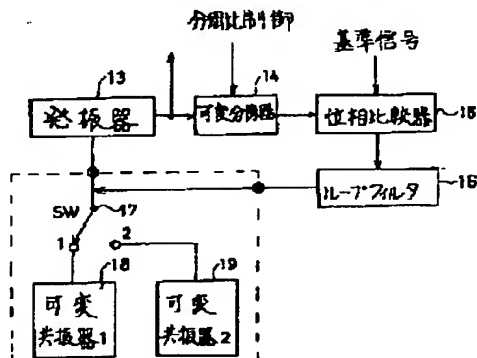 分周比制御
基準信号
13
14
発振器
可変分周器
位相比較器
15
ループフィルタ
16
SW
17
1
2
18
19
可変
共振器1
可変
共振器2